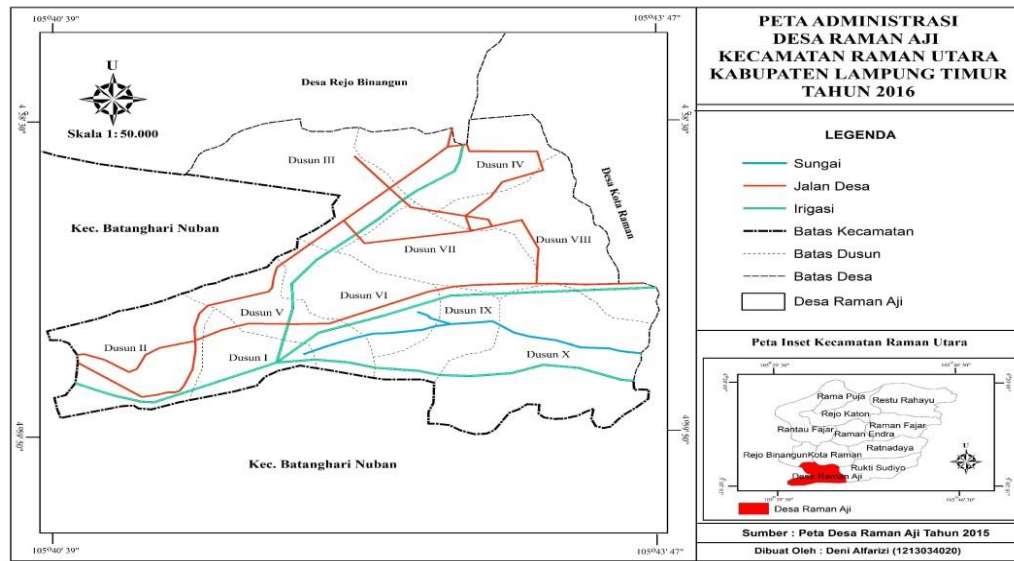 105°40' 39"
105°43' 47"
U
Skala 1: 50.000
Desa Rejo Binangun
Dusun III
Dusun IV
Desa Kota Raman
Kec. Batanghari Nuban
Dusun VII
Dusun VIII
Dusun VI
Dusun V
Dusun IX
Dusun II
Dusun I
Dusun X
Kec. Batanghari Nuban
105°40' 39"
105°43' 47"
PETA ADMINISTRASI
DESA RAMAN AJI
KECAMATAN RAMAN UTARA
KABUPATEN LAMPUNG TIMUR
TAHUN 2016
LEGENDA
Sungai
Jalan Desa
Irigasi
Batas Kecamatan
Batas Dusun
Batas Desa
Desa Raman Aji
Peta Inset Kecamatan Raman Utara
Rama Puja
Restu Rahayu
Rejo Katon
Raman Fajar
Rantau Fajar
Raman Endra
Ratnadaya
Rejo Binangun
Kota Raman
U
Rukti Sudiyo
Desa Raman Aji
Desa Raman Aji
Sumber : Peta Desa Raman Aji Tahun 2015
Dibuat Oleh : Deni Alfarizi (1213034020)